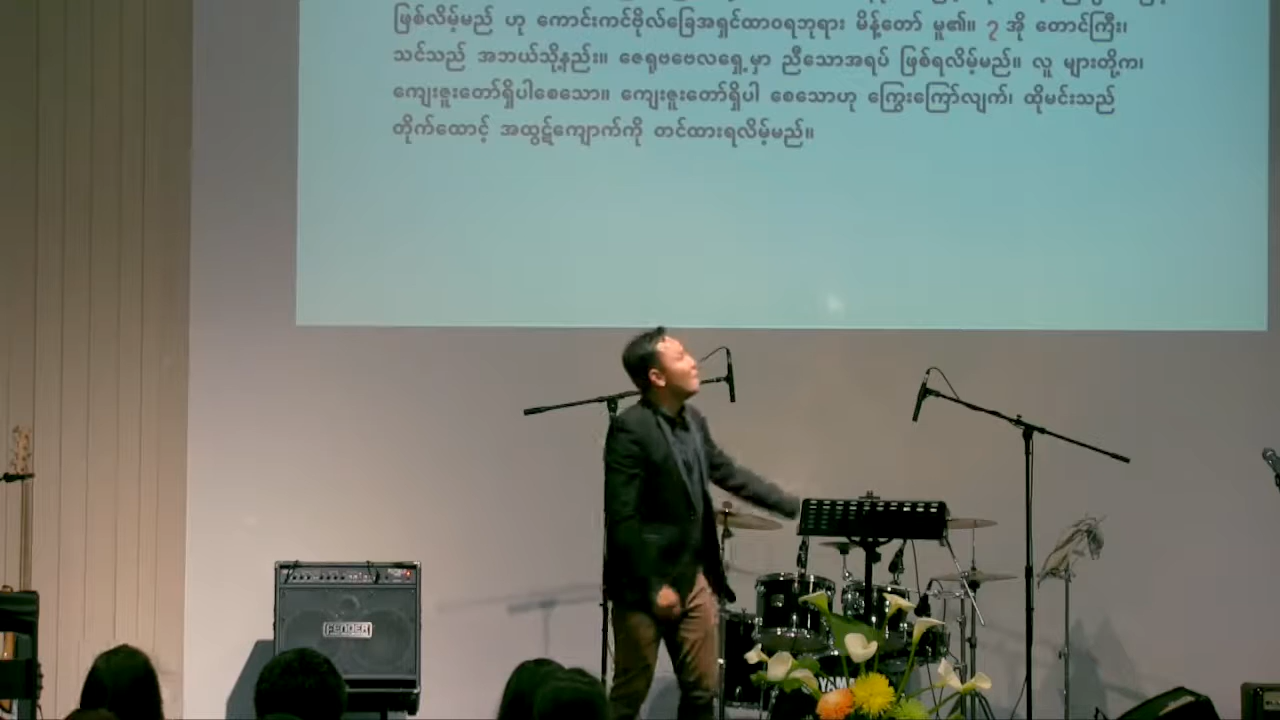 ဖြစ်လိမ့်မည် ဟု ကောင်းကင်ဗိုလ်ခြေအရှင်ထာဝရဘုရား မိန့်တော် မူ၏။ ၇ အို တောင်ကြီး၊
သင်သည် အဘယ်သို့နည်း။ ဇေရုဗဗေလရှေ့မှာ ညီသောအရပ် ဖြစ်ရလိမ့်မည်။ လူ များတို့က၊
ကျေးဇူးတော်ရှိပါစေသော။ ကျေးဇူးတော်ရှိပါ စေသောဟု ကြွေးကြော်လျက်၊ ထိုမင်းသည်
တိုက်ထောင့် အထွဋ်ကျောက်ကို တင်ထားရလိမ့်မည်။
FENDER